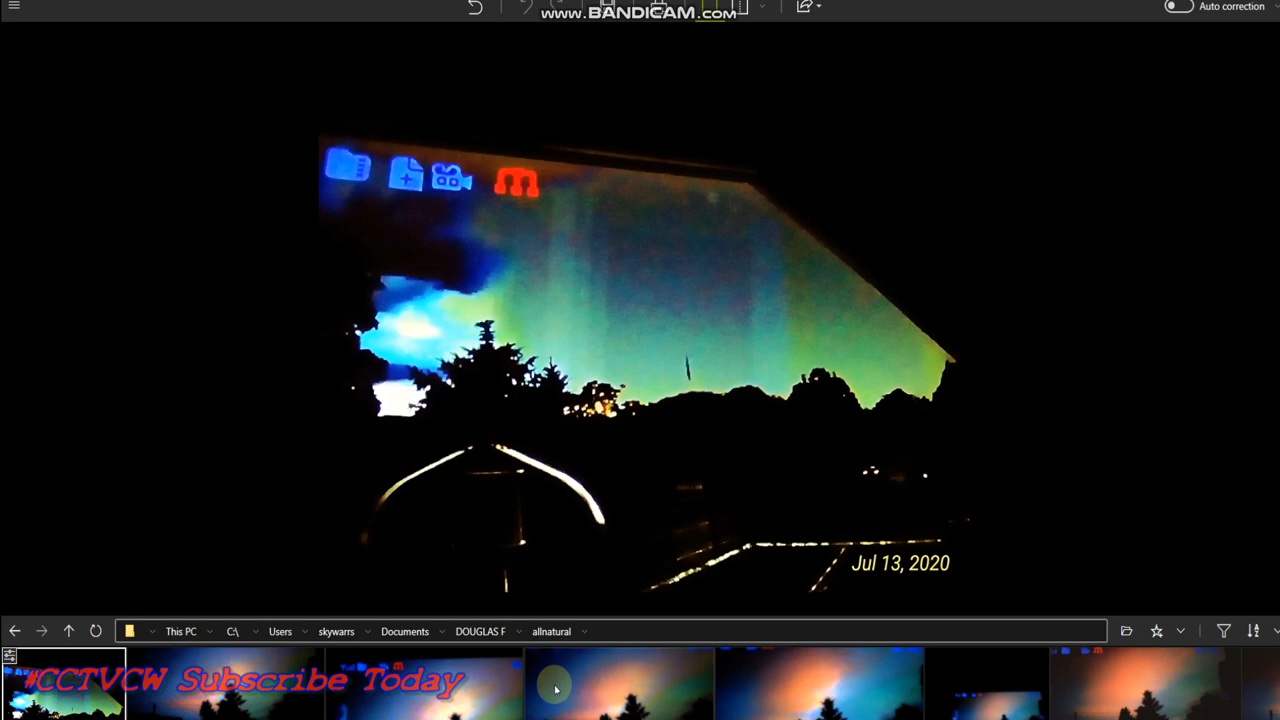 www.BANDICAM.com
Auto correction
Jul 13, 2020
This PC
C:\
Users
skywarrs
Documents
DOUGLAS F
allnatural
#CCTVCW Subscribe Today